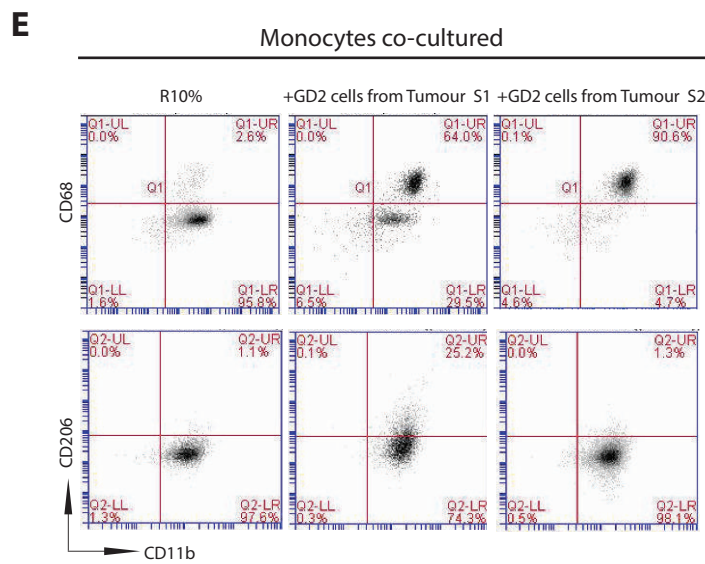 E
Monocytes co-cultured
R10%
+GD2 cells from Tumour S1
+GD2 cells from Tumour S2
CD68
Q1-UL
0.0%
Q1-UR
2.6%
Q1
Q1-LL
1.6%
Q1-LR
95.8%
Q1-UL
0.0%
Q1-UR
64.0%
Q1
Q1-LL
6.5%
Q1-LR
29.5%
Q1-UL
0.1%
Q1-UR
90.6%
Q1
Q1-LL
4.6%
Q1-LR
4.7%
CD206
Q2-UL
0.0%
Q2-UR
1.1%
Q2-LL
1.3%
Q2-LR
97.6%
Q2-UL
0.1%
Q2-UR
25.2%
Q2-LL
0.3%
Q2-LR
74.3%
Q2-UL
0.0%
Q2-UR
1.3%
Q2-LL
0.5%
Q2-LR
98.1%
CD11b